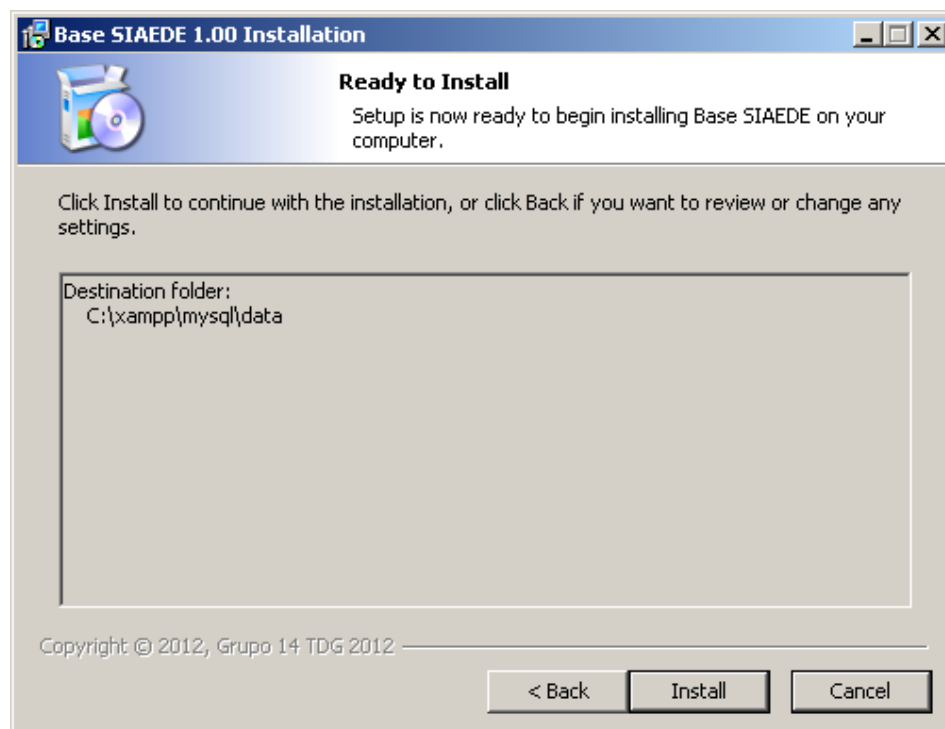 Base SIAEDE 1.00 Installation
Ready to Install
Setup is now ready to begin installing Base SIAEDE on your
computer.
Click Install to continue with the installation, or click Back if you want to review or change any
settings.
Destination folder:
C:\xampp\mysql\data
Copyright © 2012, Grupo 14 TDG 2012
< Back
Install
Cancel